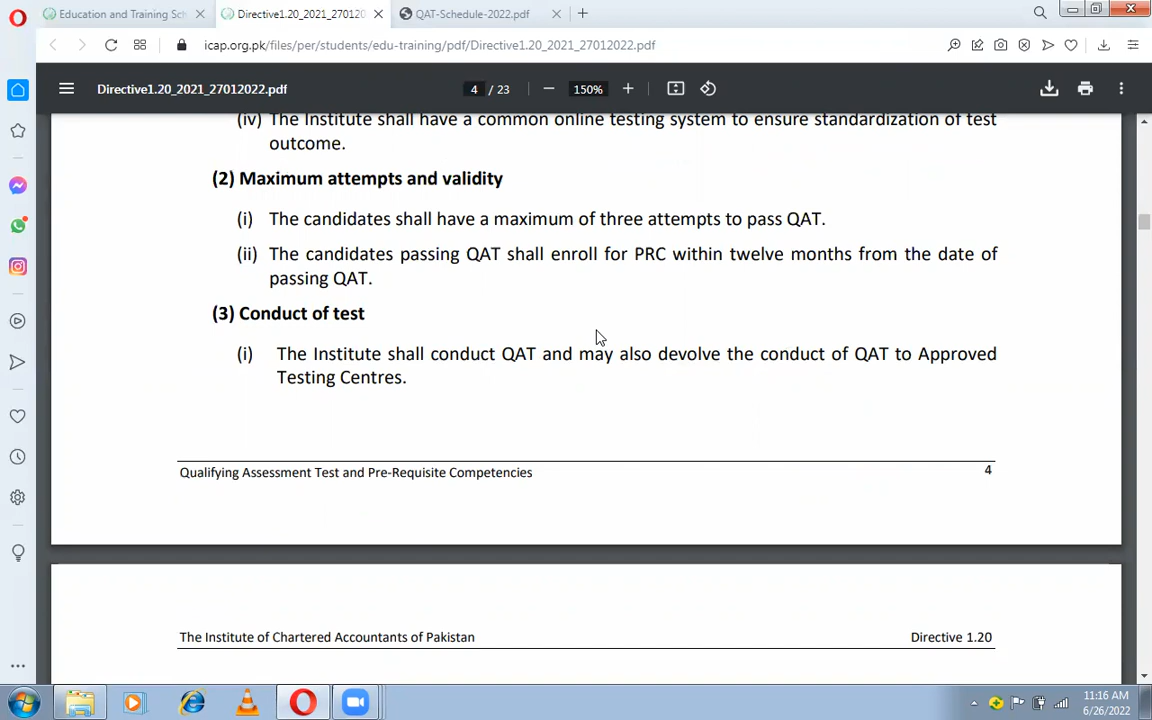 Education and Training Sch
Directive1.20_2021_270120
QAT-Schedule-2022.pdf
icap.org.pk/files/per/students/edu-training/pdf/Directive1.20_2021_27012022.pdf
Directive1.20_2021_27012022.pdf
4 / 23
150%
(iv) The Institute shall have a common online testing system to ensure standardization of test
outcome.
(2) Maximum attempts and validity
(i) The candidates shall have a maximum of three attempts to pass QAT.
(ii) The candidates passing QAT shall enroll for PRC within twelve months from the date of
passing QAT.
(3) Conduct of test
(i) The Institute shall conduct QAT and may also devolve the conduct of QAT to Approved
Testing Centres.
Qualifying Assessment Test and Pre-Requisite Competencies
4
The Institute of Chartered Accountants of Pakistan
Directive 1.20
11:16 AM
6/26/2022